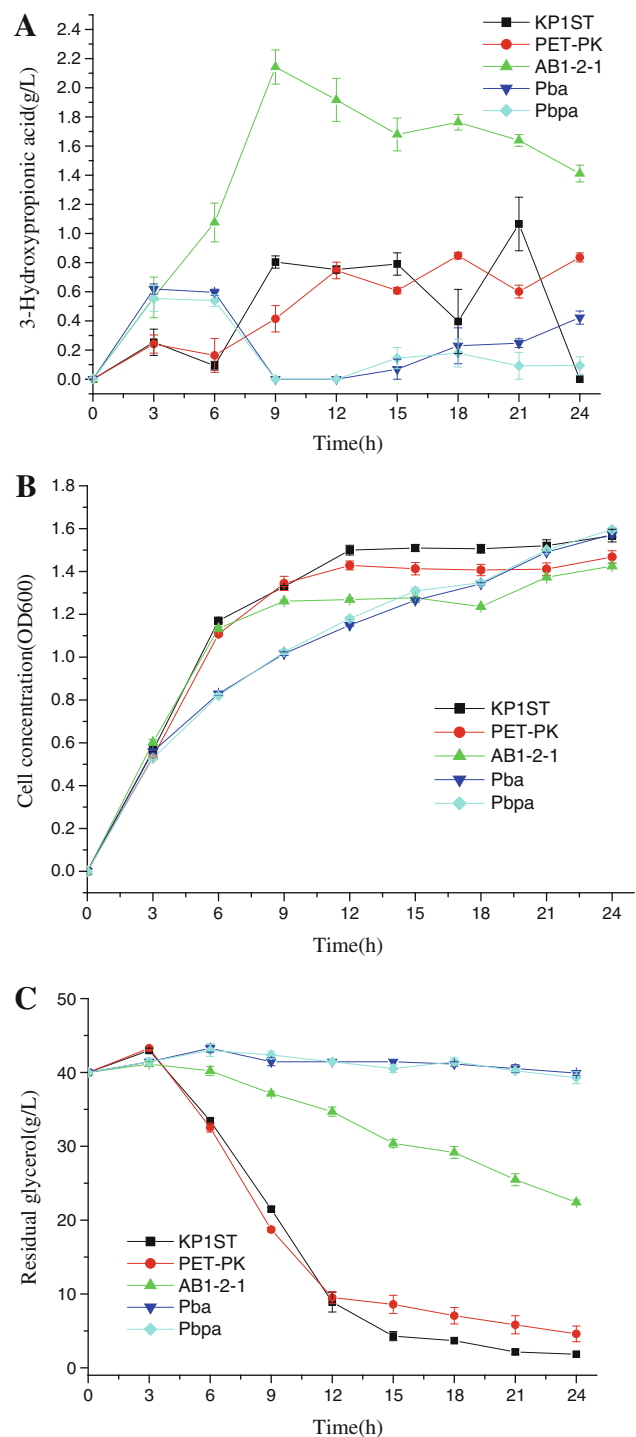 A
3-Hydroxypropionic acid(g/L)
2.4
2.2
2.0
1.8
1.6
1.4
1.2
1.0
0.8
0.6
0.4
0.2
0.0
KP1ST
PET-PK
AB1-2-1
Pba
Pbpa
0 3 6 9 12 15 18 21 24
Time(h)
B
Cell concentration(OD600)
1.8
1.6
1.4
1.2
1.0
0.8
0.6
0.4
0.2
0.0
KP1ST
PET-PK
AB1-2-1
Pba
Pbpa
0 3 6 9 12 15 18 21 24
Time(h)
C
Residual glycerol(g/L)
50
40
30
20
10
0
KP1ST
PET-PK
AB1-2-1
Pba
Pbpa
0 3 6 9 12 15 18 21 24
Time(h)